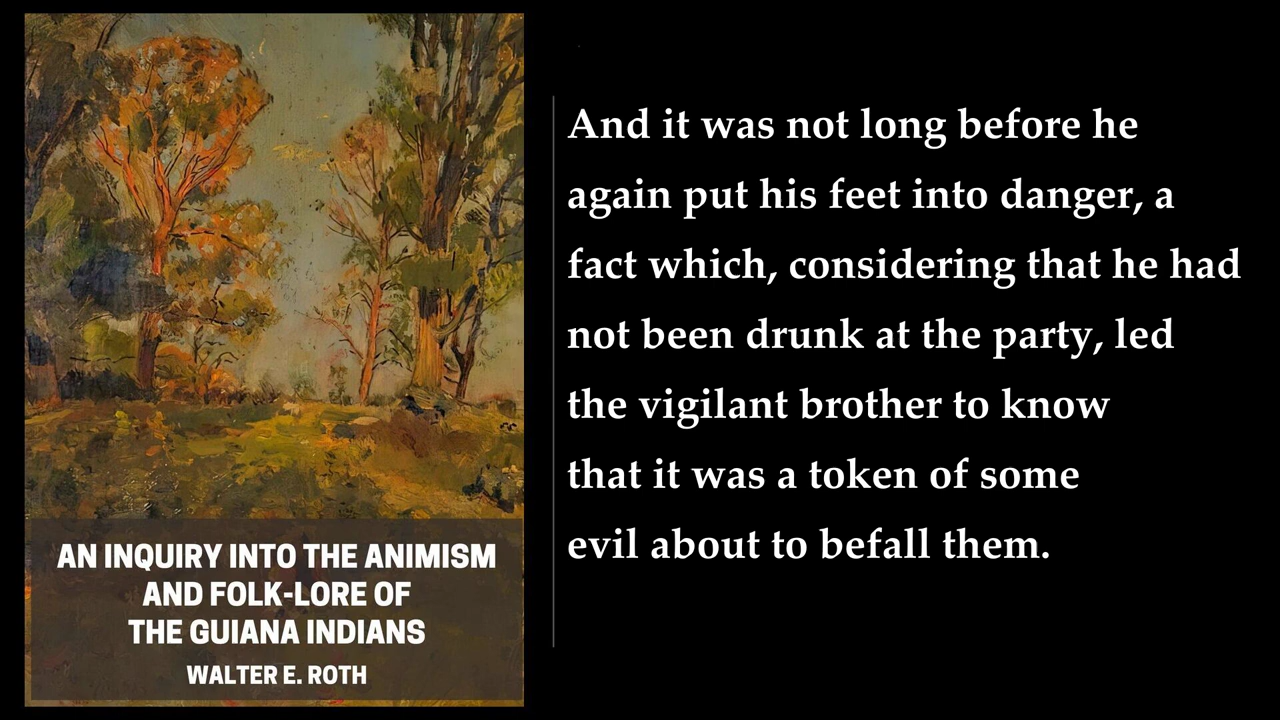 AN INQUIRY INTO THE ANIMISM
AND FOLK-LORE OF
THE GUIANA INDIANS
WALTER E. ROTH
And it was not long before he
again put his feet into danger, a
fact which, considering that he had
not been drunk at the party, led
the vigilant brother to know
that it was a token of some
evil about to befall them.